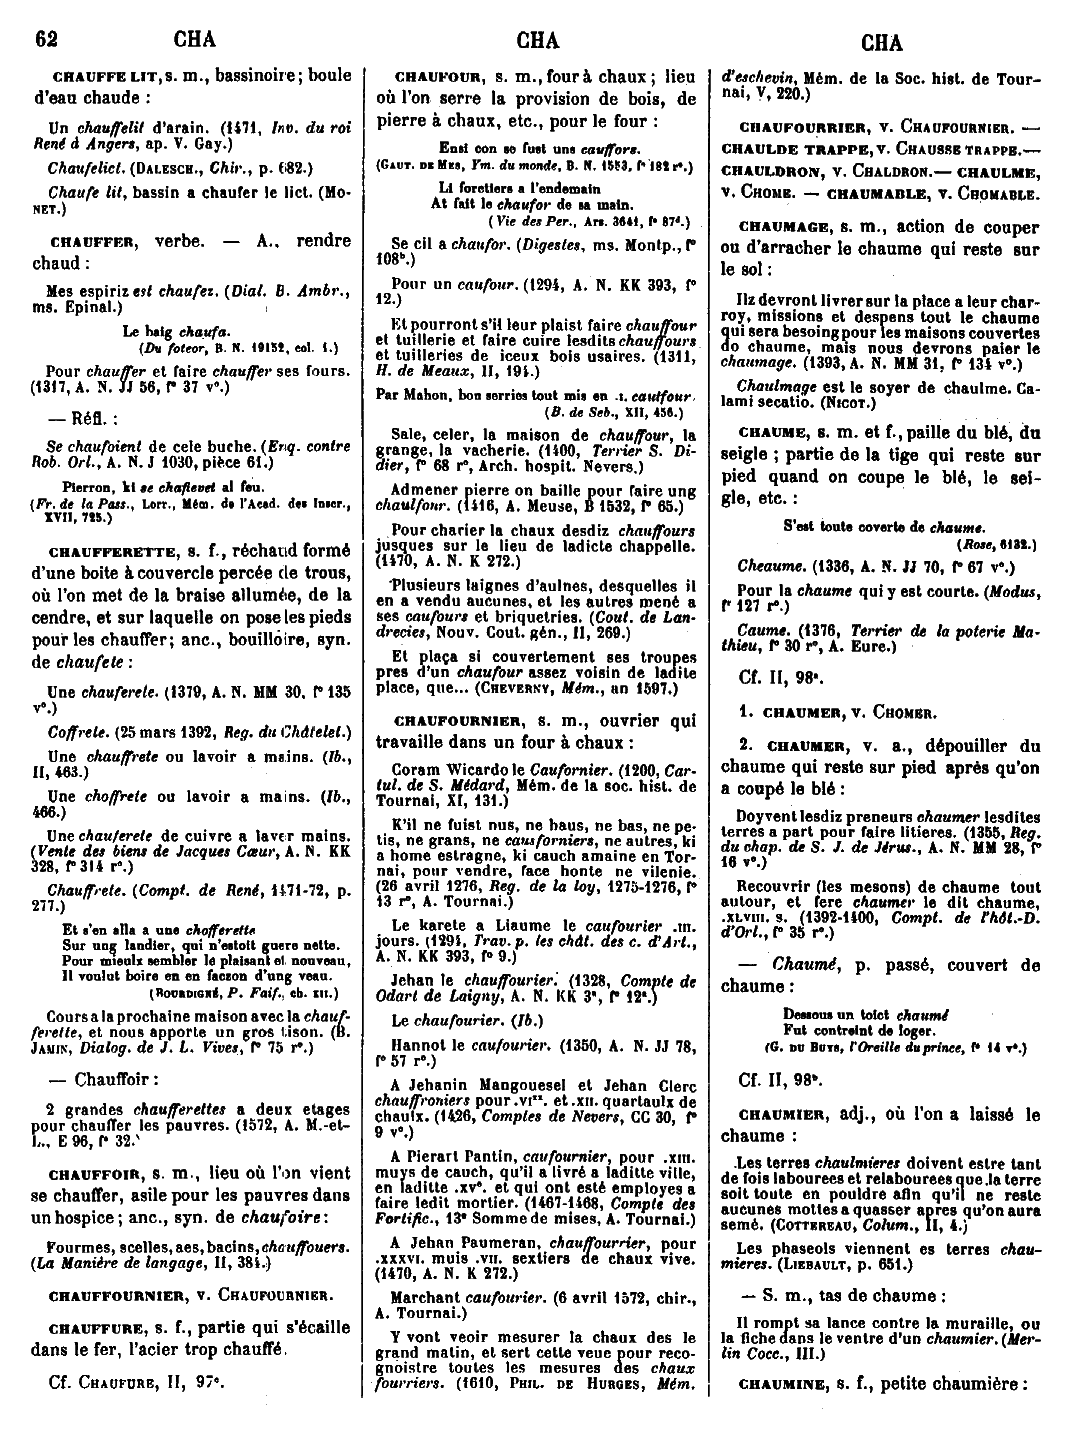 62 CHA CHA CHA
CHAUFFE LIT, s. m., bassinoire; boule
d'eau chaude :
Un chauffelit d'arain. (1471, Inv. du roi
René à Angers, ap. V. Gay.)
Chaufelict. (DALESCH., Chir., p. 682.)
Chaufe lit, bassin a chaufer le lict. (MO-
NET.)
CHAUFFER, verbe. — A., rendre
chaud :
Mes espiriz est chaufez. (Dial. B. Ambr.,
ms. Epinal.)
Le baig chaufa.
(Du foteor, B. N. 19152, col. 1.)
Pour chauffer et faire chauffer ses fours.
(1317, A. N. JJ 56, f° 37 v°.)
— Réfl. :
Se chaufoient de cele buche. (Enq. contre
Rob. Orl., A. N. J 1030, pièce 61.)
Pierron, ki se chaflevet al feu.
(Fr. de la Pass., Lorr., Mém. de l'Acad. des Inscr.,
XVII, 725.)
CHAUFFERETTE, s. f., réchaud formé
d'une boite à couvercle percée de trous,
où l'on met de la braise allumée, de la
cendre, et sur laquelle on pose les pieds
pour les chauffer; anc., bouilloire, syn.
de chaufete :
Une chauferete. (1379, A. N. MM 30, f° 135
v°.)
Coffrete. (25 mars 1392, Reg. du Châtelet.)
Une chauffrete ou lavoir a mains. (Ib.,
II, 463.)
Une choffrete ou lavoir a mains. (Ib.,
466.)
Une chauferete de cuivre a laver mains.
(Vente des biens de Jacques Cœur, A. N. KK
328, f° 314 r°.)
Chauffrete. (Compt. de René, 1471-72, p.
277.)
Et s'en alla a une chofferette
Sur ung landier, qui n'estoit guere nette.
Pour mieulx sembler le plaisant et nouveau,
Il voulut boire en en faczon d'ung veau.
(BOURDIGNÉ, P. Faif., ch. XII.)
Cours a la prochaine maison avec la chauf-
ferette, et nous apporte un gros tison. (B.
JAMIN, Dialog. de J. L. Vives, f° 75 r°.)
— Chauffoir :
2 grandes chaufferettes a deux etages
pour chauffer les pauvres. (1572, A. M.-et-
L., E 96, f° 32.)
CHAUFFOIR, s. m., lieu où l'on vient
se chauffer, asile pour les pauvres dans
un hospice; anc., syn. de chaufoire :
Fourmes, scelles, aes, bacins, chauffouers.
(La Manière de langage, II, 384.)
CHAUFFOURNIER, v. CHAUFOURNIER.
CHAUFFURE, s. f., partie qui s'écaille
dans le fer, l'acier trop chauffé.
Cf. CHAUFURE, II, 97ᶜ.
CHAUFOUR, s. m., four à chaux; lieu
où l'on serre la provision de bois, de
pierre à chaux, etc., pour le four :
Ensi con se fust une cauffors.
(GAUT. DE MES, Ym. du monde, B. N. 1553, f° 182 r°.)
Li foretiers a l'endemain
At fait le chaufor de sa main.
(Vie des Per., Ars. 3641, f° 87ᵈ.)
Se cil a chaufor. (Digestes, ms. Montp., f°
108ᵇ.)
Pour un caufour. (1294, A. N. KK 393, f°
12.)
Et pourront s'il leur plaist faire chauffour
et tuillerie et faire cuire lesdits chauffours
et tuilleries de iceux bois usaires. (1311,
H. de Meaux, II, 194.)
Par Mahon, bon serries tout mis en .I. caufour.
(B. de Seb., XII, 456.)
Sale, celer, la maison de chauffour, la
grange, la vacherie. (1400, Terrier S. Di-
dier, f° 68 r°, Arch. hospit. Nevers.)
Admener pierre on baille pour faire ung
chaulfour. (1416, A. Meuse, B 1532, f° 65.)
Pour charier la chaux desdiz chauffours
jusques sur le lieu de ladicte chappelle.
(1470, A. N. K 272.)
Plusieurs laignes d'aulnes, desquelles il
en a vendu aucunes, et les autres mené a
ses caufours et briquetries. (Cout. de Lan-
drecies, Nouv. Cout. gén., II, 269.)
Et plaça si couvertement ses troupes
pres d'un chaufour assez voisin de ladite
place, que... (CHEVERNY, Mém., an 1597.)
CHAUFOURNIER, s. m., ouvrier qui
travaille dans un four à chaux :
Coram Wicardo le Caufornier. (1200, Car-
tul. de S. Médard, Mém. de la soc. hist. de
Tournai, XI, 131.)
K'il ne fuist nus, ne haus, ne bas, ne pe-
tis, ne grans, ne causforniers, ne autres, ki
a home estragne, ki cauch amaine en Tor-
nai, pour vendre, face honte ne vilenie.
(26 avril 1276, Reg. de la loy, 1275-1276, f°
13 r°, A. Tournai.)
Le karete a Liaume le caufourier .III.
jours. (1294, Trav. p. les chât. des c. d'Art.,
A. N. KK 393, f° 9.)
Jehan le chauffourier. (1328, Compte de
Odart de Laigny, A. N. KK 3ᵃ, f° 12ᵃ.)
Le chaufourier. (Ib.)
Hannot le caufourier. (1350, A. N. JJ 78,
f° 57 r°.)
A Jehanin Mangouesel et Jehan Clerc
chauffroniers pour .VIˣˣ. et .XII. quartaulx de
chaulx. (1426, Comptes de Nevers, CC 30, f°
9 v°.)
A Pierart Pantin, caufournier, pour .XIII.
muys de cauch, qu'il a livré a laditte ville,
en laditte .XVᵉ. et qui ont esté employes a
faire ledit mortier. (1467-1468, Compte des
Fortific., 13ᵉ Somme de mises, A. Tournai.)
A Jehan Paumeran, chauffourrier, pour
.XXXVI. muis .VII. sextiers de chaux vive.
(1470, A. N. K 272.)
Marchant caufourier. (6 avril 1572, chir.,
A. Tournai.)
Y vont veoir mesurer la chaux des le
grand matin, et sert cette veue pour reco-
gnoistre toutes les mesures des chaux
fourriers. (1610, PHIL. DE HURGES, Mém.
d'eschevin, Mém. de la Soc. hist. de Tour-
nai, V, 220.)
CHAUFOURRIER, v. CHAUFOURNIER. —
CHAULDE TRAPPE, v. CHAUSSE TRAPPE. —
CHAULDRON, v. CHALDRON. — CHAULME,
v. CHOME. — CHAUMABLE, v. CHOMABLE.
CHAUMAGE, s. m., action de couper
ou d'arracher le chaume qui reste sur
le sol :
Ilz devront livrer sur la place a leur char-
roy, missions et despens tout le chaume
qui sera besoing pour les maisons couvertes
do chaume, mais nous devrons paier le
chaumage. (1393, A. N. MM 31, f° 134 v°.)
Chaulmage est le soyer de chaulme. Ca-
lami secatio. (NICOT.)
CHAUME, s. m. et f., paille du blé, du
seigle; partie de la tige qui reste sur
pied quand on coupe le blé, le sei-
gle, etc. :
S'est toute coverte de chaume.
(Rose, 6132.)
Cheaume. (1336, A. N. JJ 70, f° 67 v°.)
Pour la chaume qui y est courte. (Modus,
f° 127 r°.)
Caume. (1376, Terrier de la poterie Ma-
thieu, f° 30 r°, A. Eure.)
Cf. II, 98ᵃ.
1. CHAUMER, v. CHOMER.
2. CHAUMER, v. a., dépouiller du
chaume qui reste sur pied après qu'on
a coupé le blé :
Doyvent lesdiz preneurs chaumer lesdites
terres a part pour faire litieres. (1355, Reg.
du chap. de S. J. de Jérus., A. N. MM 28, f°
16 v°.)
Recouvrir (les mesons) de chaume tout
autour, et fere chaumer le dit chaume,
.XLVIII. s. (1392-1400, Compt. de l'hôt.-D.
d'Orl., f° 35 r°.)
— Chaumé, p. passé, couvert de
chaume :
Dessous un toict chaumé
Fut contreint de loger.
(G. DU BUYS, l'Oreille du prince, f° 14 v°.)
Cf. II, 98ᵇ.
CHAUMIER, adj., où l'on a laissé le
chaume :
Les terres chaulmieres doivent estre tant
de fois labourees et relabourees que la terre
soit toute en pouldre afin qu'il ne reste
aucunes mottes a quasser apres qu'on aura
semé. (COTTEREAU, Colum., II, 4.)
Les phaseols viennent es terres chau-
mieres. (LIEBAULT, p. 651.)
— S. m., tas de chaume :
Il rompt sa lance contre la muraille, ou
la fiche dans le ventre d'un chaumier. (Mer-
lin Cocc., III.)
CHAUMINE, s. f., petite chaumière :